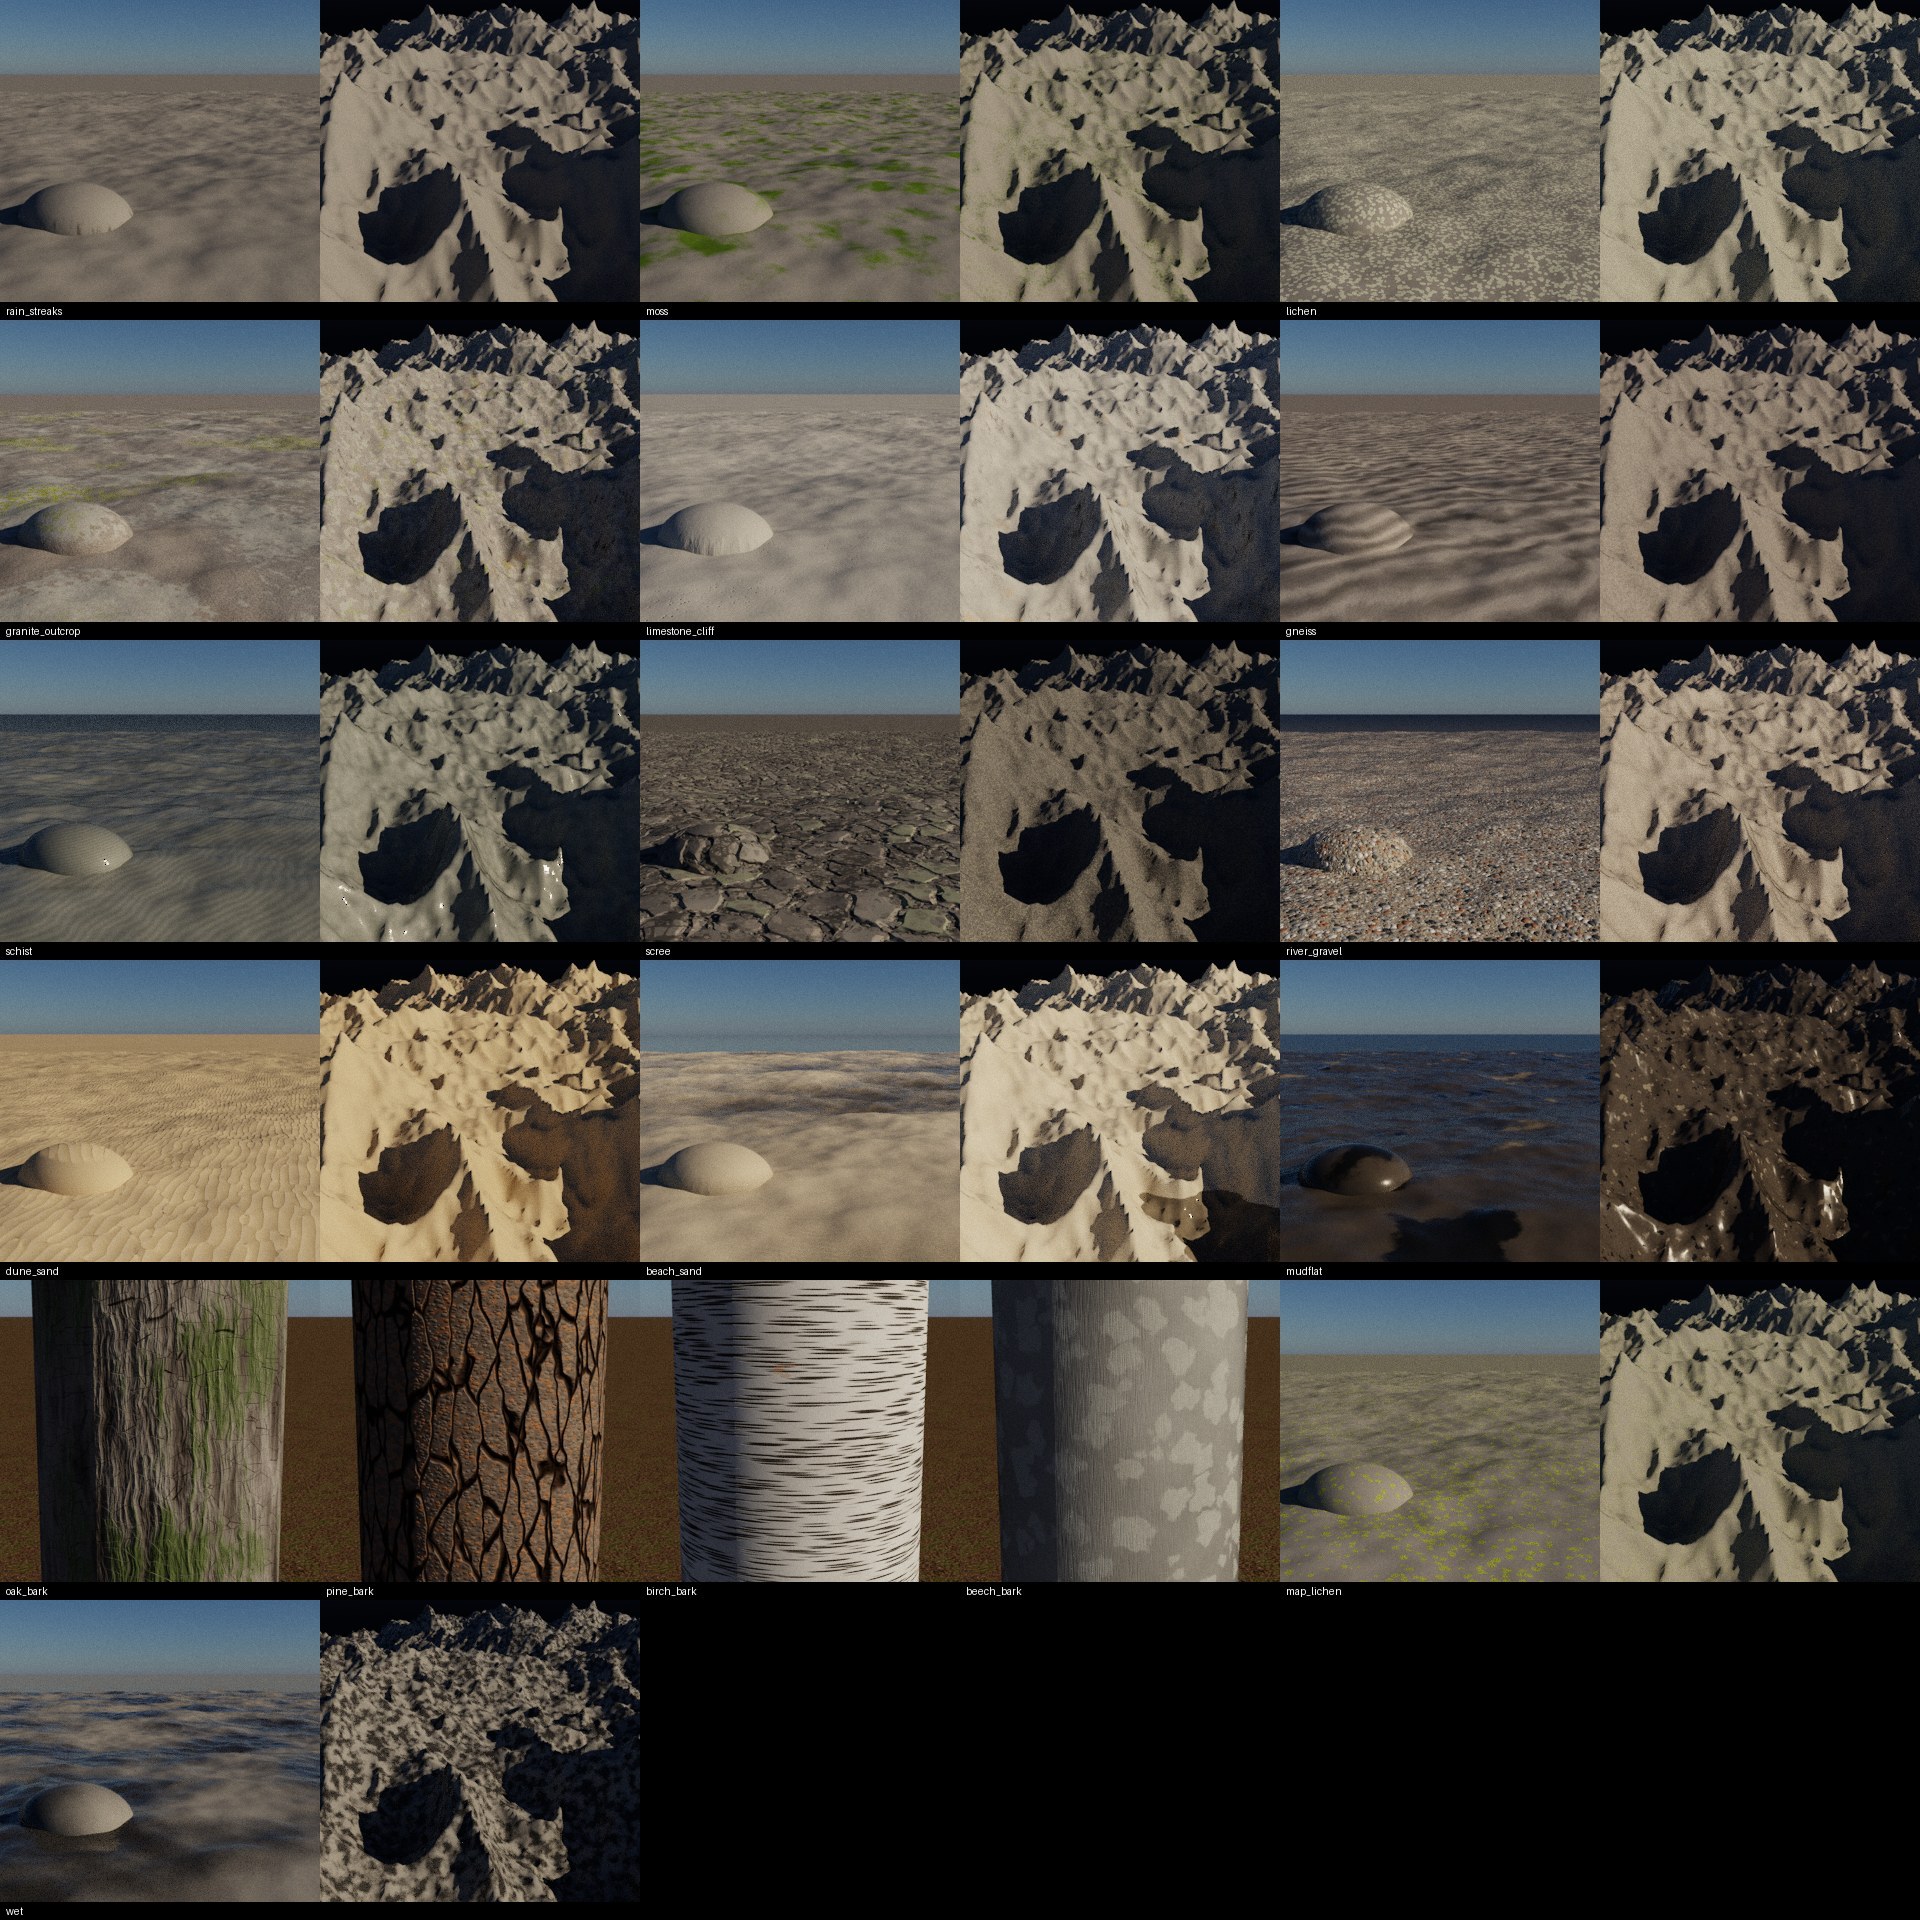 rain_streaks
moss
lichen
granite_outcrop
limestone_cliff
gneiss
schist
scree
river_gravel
dune_sand
beach_sand
mudflat
oak_bark
pine_bark
birch_bark
beech_bark
map_lichen
wet